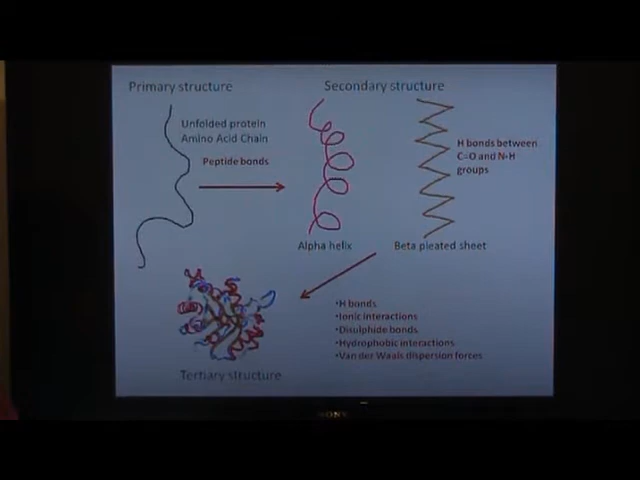 Primary structure
Secondary structure
Unfolded protein
Amino Acid Chain
Peptide bonds
H bonds between
C=O and N-H
groups
Alpha helix
Beta pleated sheet
•H bonds
•Ionic interactions
•Disulphide bonds
•Hydrophobic interactions
•Van der Waals dispersion forces
Tertiary structure
SONY